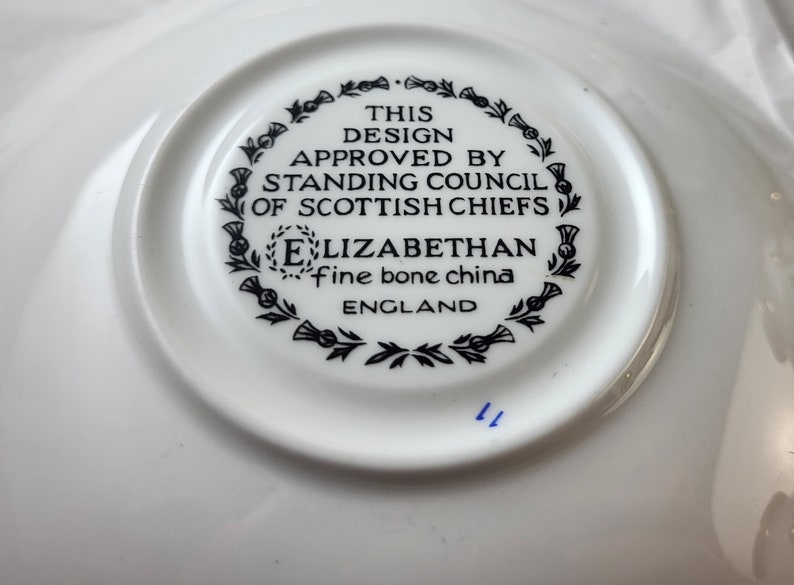 THIS
DESIGN
APPROVED BY
STANDING COUNCIL
OF SCOTTISH CHIEFS
ELIZABETHAN
fine bone china
ENGLAND
11